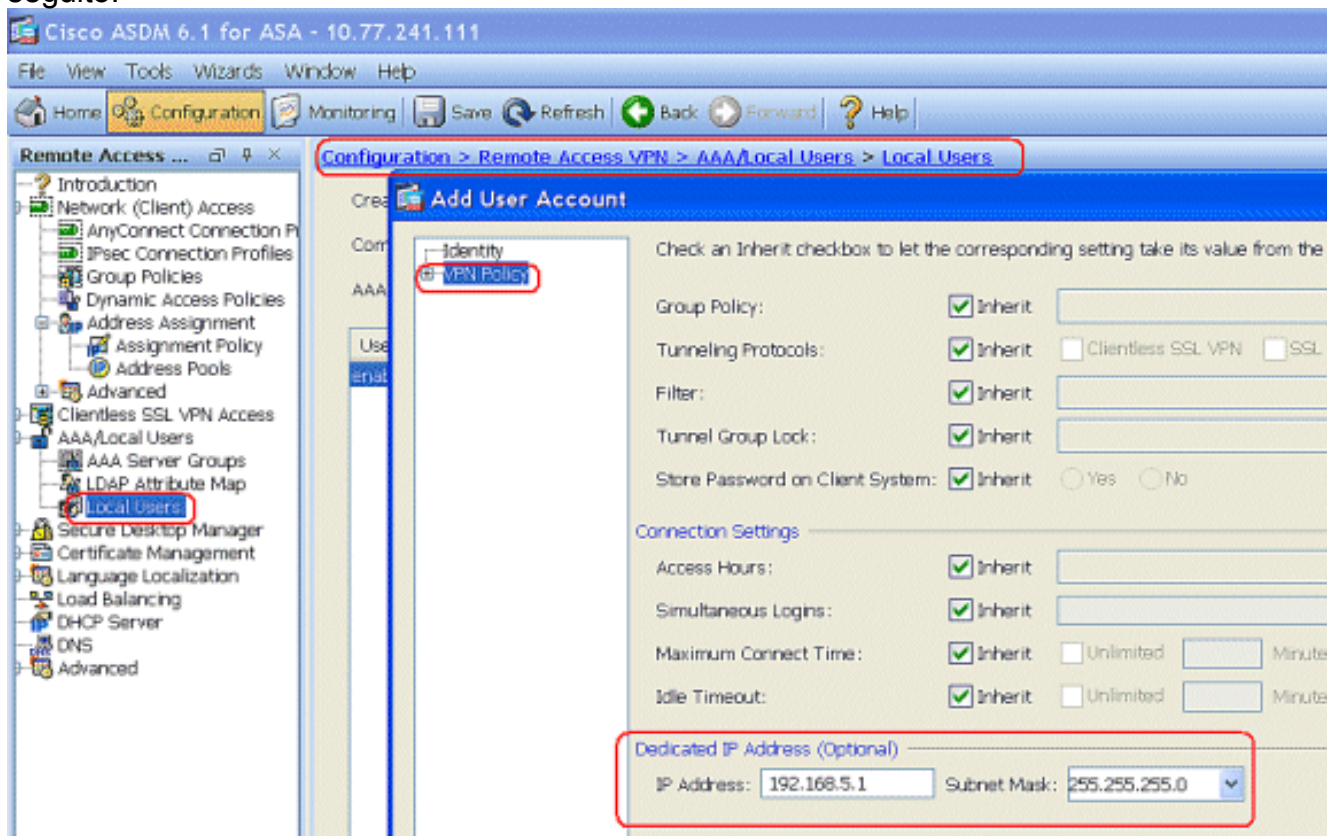 seguito:
Cisco ASDM 6.1 for ASA - 10.77.241.111
File View Tools Wizards Window Help
Home Configuration Monitoring Save Refresh Back Forward Help
Remote Access ...
Introduction
Network (Client) Access
AnyConnect Connection P
IPsec Connection Profiles
Group Policies
Dynamic Access Policies
Address Assignment
Assignment Policy
Address Pools
Advanced
Clientless SSL VPN Access
AAA/Local Users
AAA Server Groups
LDAP Attribute Map
Local Users
Secure Desktop Manager
Certificate Management
Language Localization
Load Balancing
DHCP Server
DNS
Advanced
Configuration > Remote Access VPN > AAA/Local Users > Local Users
Crea
Com
AAA
Use
enab
Add User Account
Identity
VPN Policy
Check an Inherit checkbox to let the corresponding setting take its value from the
Group Policy: Inherit
Tunneling Protocols: Inherit Clientless SSL VPN SSL
Filter: Inherit
Tunnel Group Lock: Inherit
Store Password on Client System: Inherit Yes No
Connection Settings
Access Hours: Inherit
Simultaneous Logins: Inherit
Maximum Connect Time: Inherit Unlimited Minute
Idle Timeout: Inherit Unlimited Minute
Dedicated IP Address (Optional)
IP Address: 192.168.5.1 Subnet Mask: 255.255.255.0